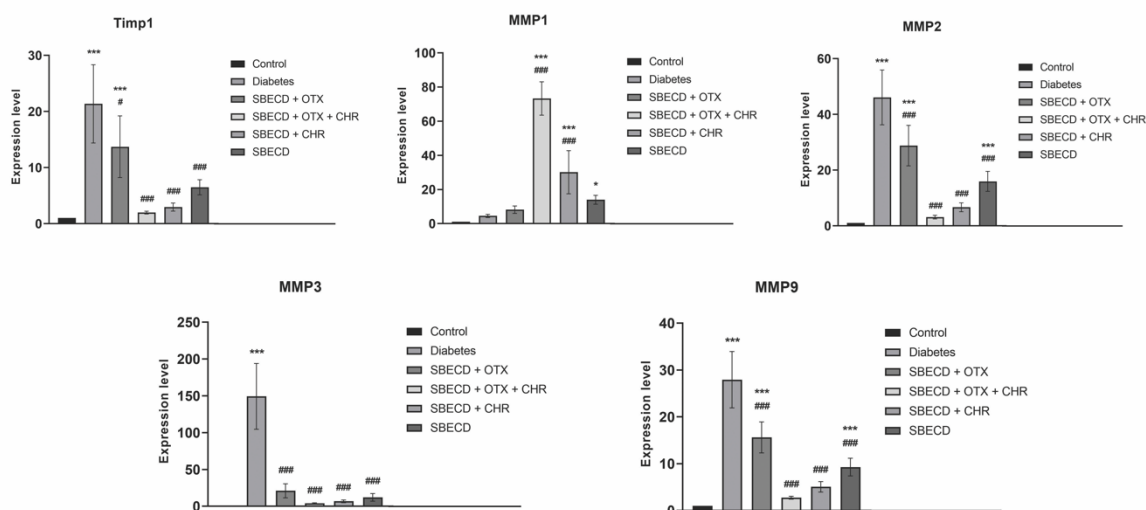 Timp1
Expression level
30
20
10
0
***
***
#
###
###
###
Control
Diabetes
SBECD + OTX
SBECD + OTX + CHR
SBECD + CHR
SBECD
MMP1
Expression level
100
80
60
40
20
0
***
###
***
###
*
Control
Diabetes
SBECD + OTX
SBECD + OTX + CHR
SBECD + CHR
SBECD
MMP2
Expression level
60
40
20
0
***
***
###
###
###
***
###
Control
Diabetes
SBECD + OTX
SBECD + OTX + CHR
SBECD + CHR
SBECD
MMP3
Expression level
250
200
150
100
50
0
***
###
###
###
###
Control
Diabetes
SBECD + OTX
SBECD + OTX + CHR
SBECD + CHR
SBECD
MMP9
Expression level
40
30
20
10
0
***
***
###
###
###
***
###
Control
Diabetes
SBECD + OTX
SBECD + OTX + CHR
SBECD + CHR
SBECD